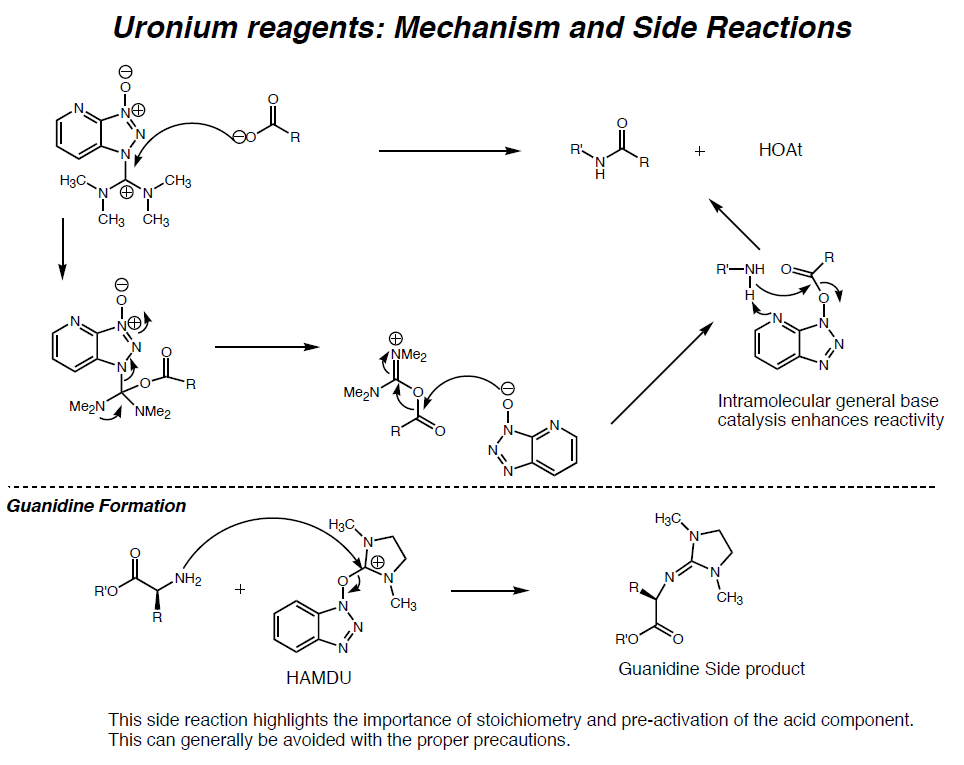 Uronium reagents: Mechanism and Side Reactions
⊖
O
N
N⊕
N
N
H3C
N
⊕
N
CH3
CH3
CH3
O
⊖O
R
R'
N
H
O
R
+
HOAt
⊖
O
N
N⊕
N
N
O
O
R
Me2N
NMe2
⊕
NMe2
Me2N
O
R
O
⊖
O
N
N
N
N
R'
NH
H
O
R
O
N
N
N
N
Intramolecular general base
catalysis enhances reactivity
Guanidine Formation
O
R'O
NH2
R
+
H3C
N
⊕
N
CH3
O
N
N
N
HAMDU
H3C
N
N
CH3
N
R
R'O
O
Guanidine Side product
This side reaction highlights the importance of stoichiometry and pre-activation of the acid component.
This can generally be avoided with the proper precautions.